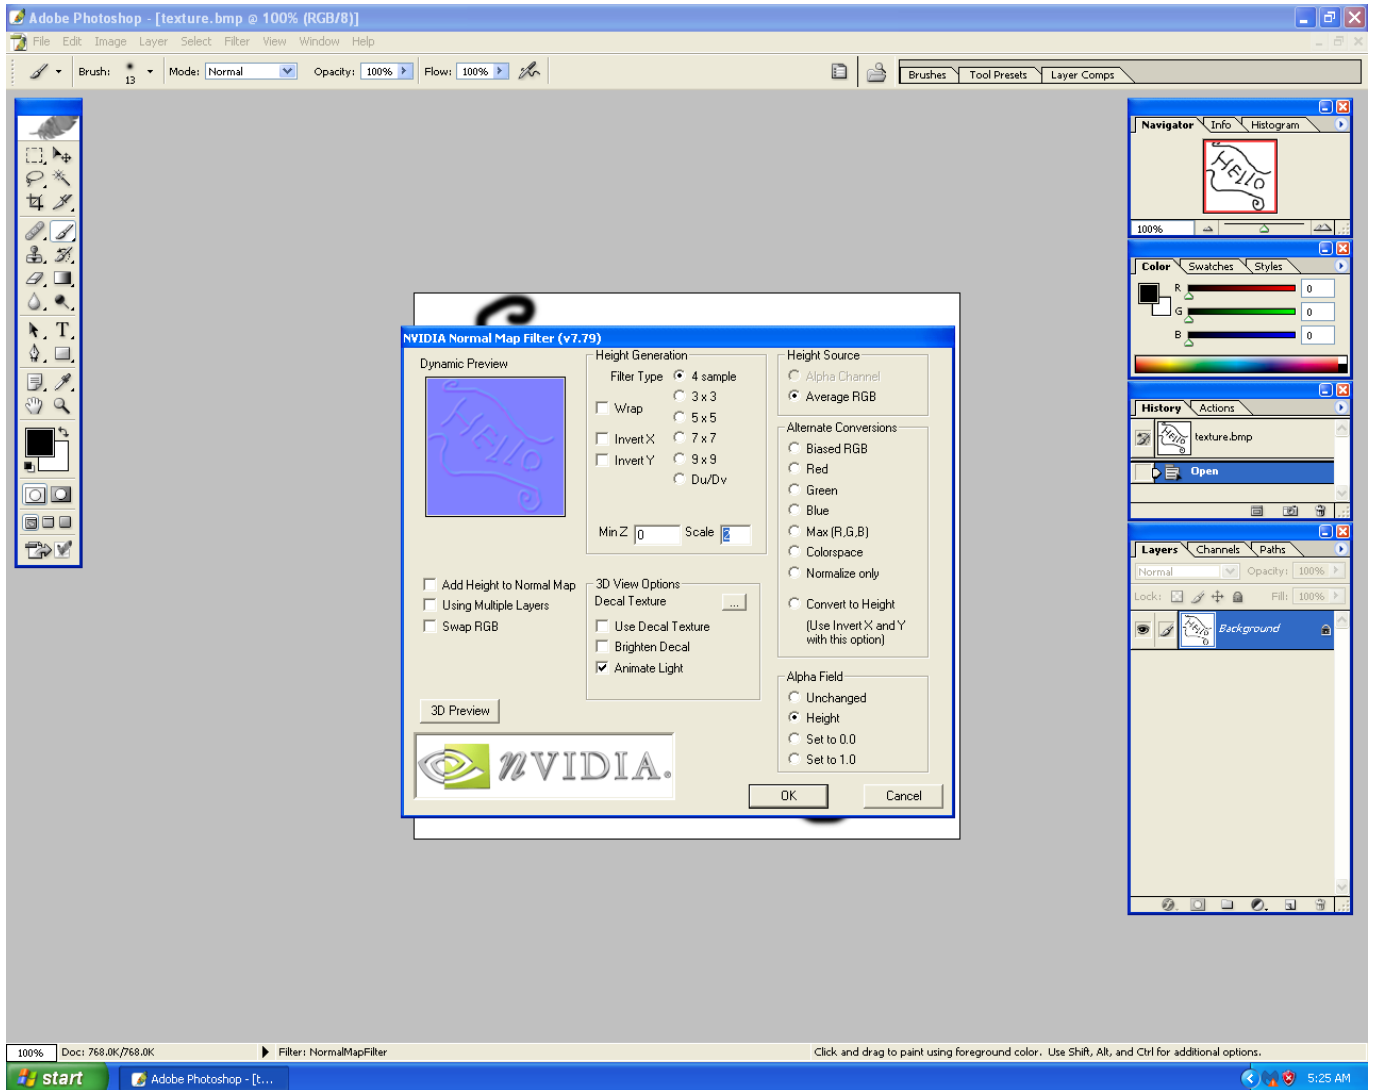 Adobe Photoshop - [texture.bmp @ 100% (RGB/8)]
File Edit Image Layer Select Filter View Window Help
Brush: 13 Mode: Normal Opacity: 100% Flow: 100% Brushes Tool Presets Layer Comps
Navigator Info Histogram
HELLO
100%
Color Swatches Styles
R 0
G 0
B 0
History Actions
HELLO texture.bmp
Open
Layers Channels Paths
Normal Opacity: 100%
Lock: Fill: 100%
HELLO Background
T
NVIDIA Normal Map Filter (v7.79)
Dynamic Preview
HELLO
Height Generation
Filter Type 4 sample
3 x 3
Wrap
5 x 5
Invert X 7 x 7
Invert Y 9 x 9
Du/Dv
Min Z 0 Scale 2
Height Source
Alpha Channel
Average RGB
Alternate Conversions
Biased RGB
Red
Green
Blue
Max (R,G,B)
Colorspace
Normalize only
Convert to Height
(Use Invert X and Y
with this option)
Add Height to Normal Map
Using Multiple Layers
Swap RGB
3D View Options
Decal Texture ...
Use Decal Texture
Brighten Decal
Animate Light
Alpha Field
Unchanged
Height
Set to 0.0
Set to 1.0
3D Preview
nVIDIA®
OK Cancel
100% Doc: 768.0K/768.0K Filter: NormalMapFilter Click and drag to paint using foreground color. Use Shift, Alt, and Ctrl for additional options.
start Adobe Photoshop - [t... 5:25 AM